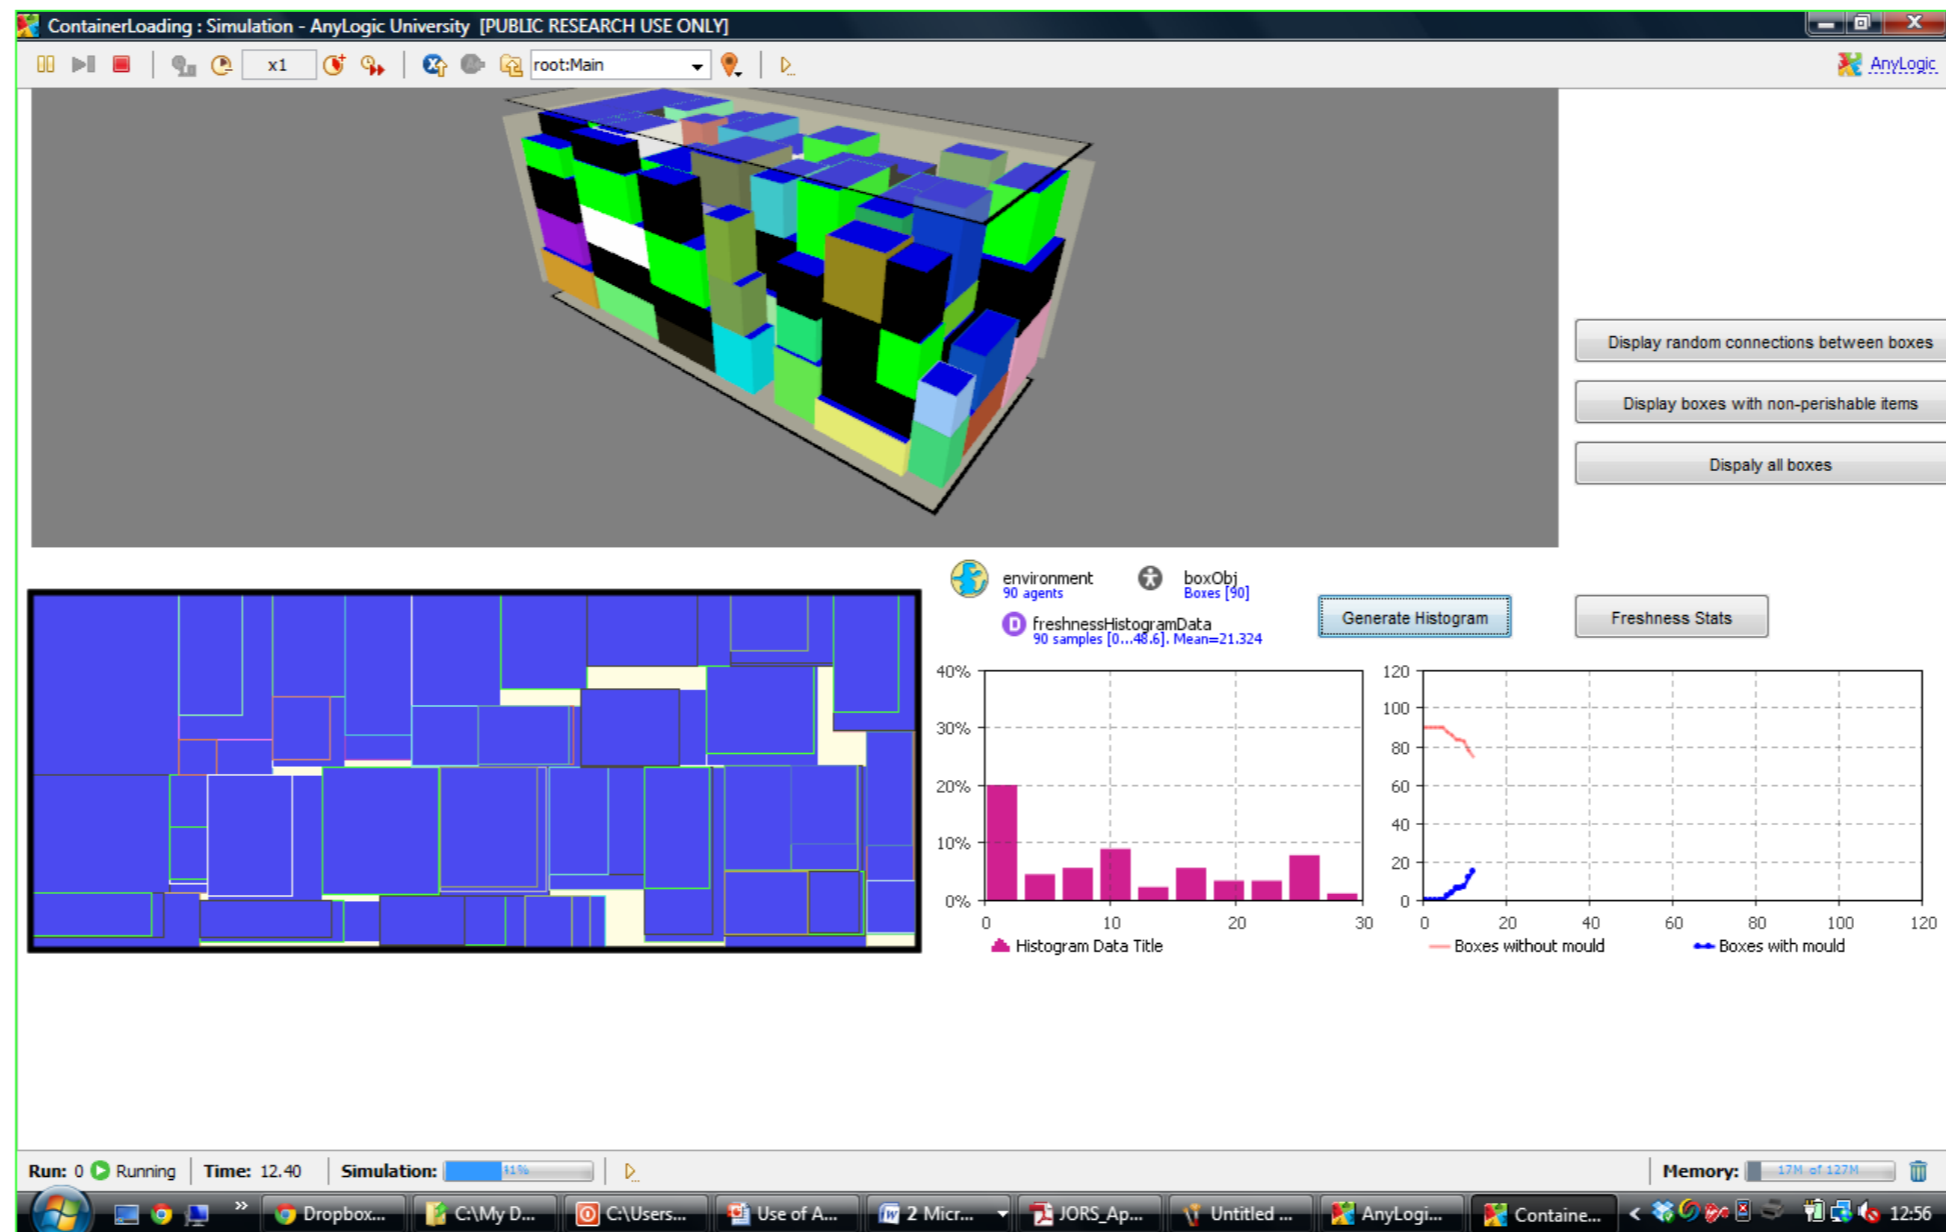 ContainerLoading : Simulation - AnyLogic University [PUBLIC RESEARCH USE ONLY]
x1
root:Main
AnyLogic
Display random connections between boxes
Display boxes with non-perishable items
Dispaly all boxes
environment
90 agents
boxObj
Boxes [90]
D
freshnessHistogramData
90 samples [0...48.6]. Mean=21.324
Generate Histogram
Freshness Stats
40%
30%
20%
10%
0%
0 10 20 30
Histogram Data Title
120
100
80
60
40
20
0
0 20 40 60 80 100 120
Boxes without mould
Boxes with mould
Run: 0 Running
Time: 12.40
Simulation:
Memory: 17M of 127M
Dropbox...
C:\My D...
C:\Users...
Use of A...
2 Micr...
JORS_Ap...
Untitled ...
AnyLogi...
Containe...
12:56